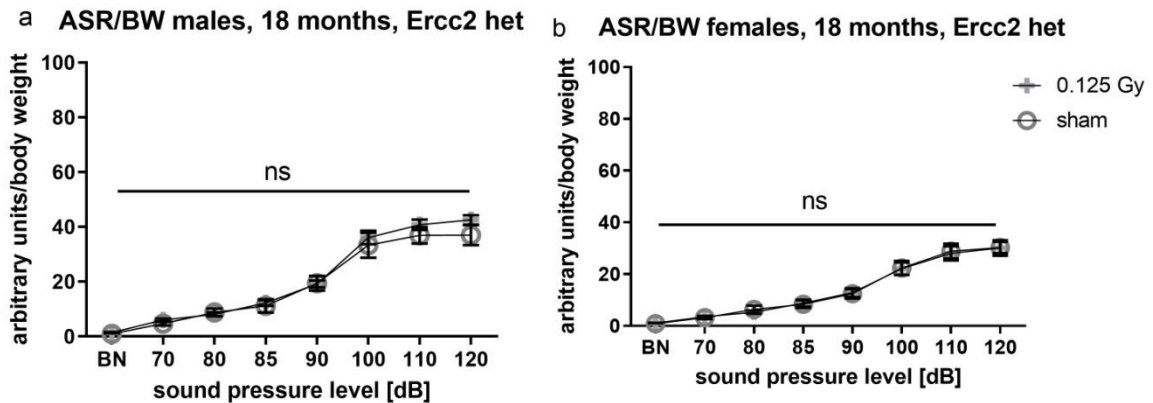 a ASR/BW males, 18 months, Ercc2 het
arbitrary units/body weight
100
80
60
40
20
0
ns
BN 70 80 85 90 100 110 120
sound pressure level [dB]
b ASR/BW females, 18 months, Ercc2 het
arbitrary units/body weight
100
80
60
40
20
0
ns
BN 70 80 85 90 100 110 120
sound pressure level [dB]
0.125 Gy
sham